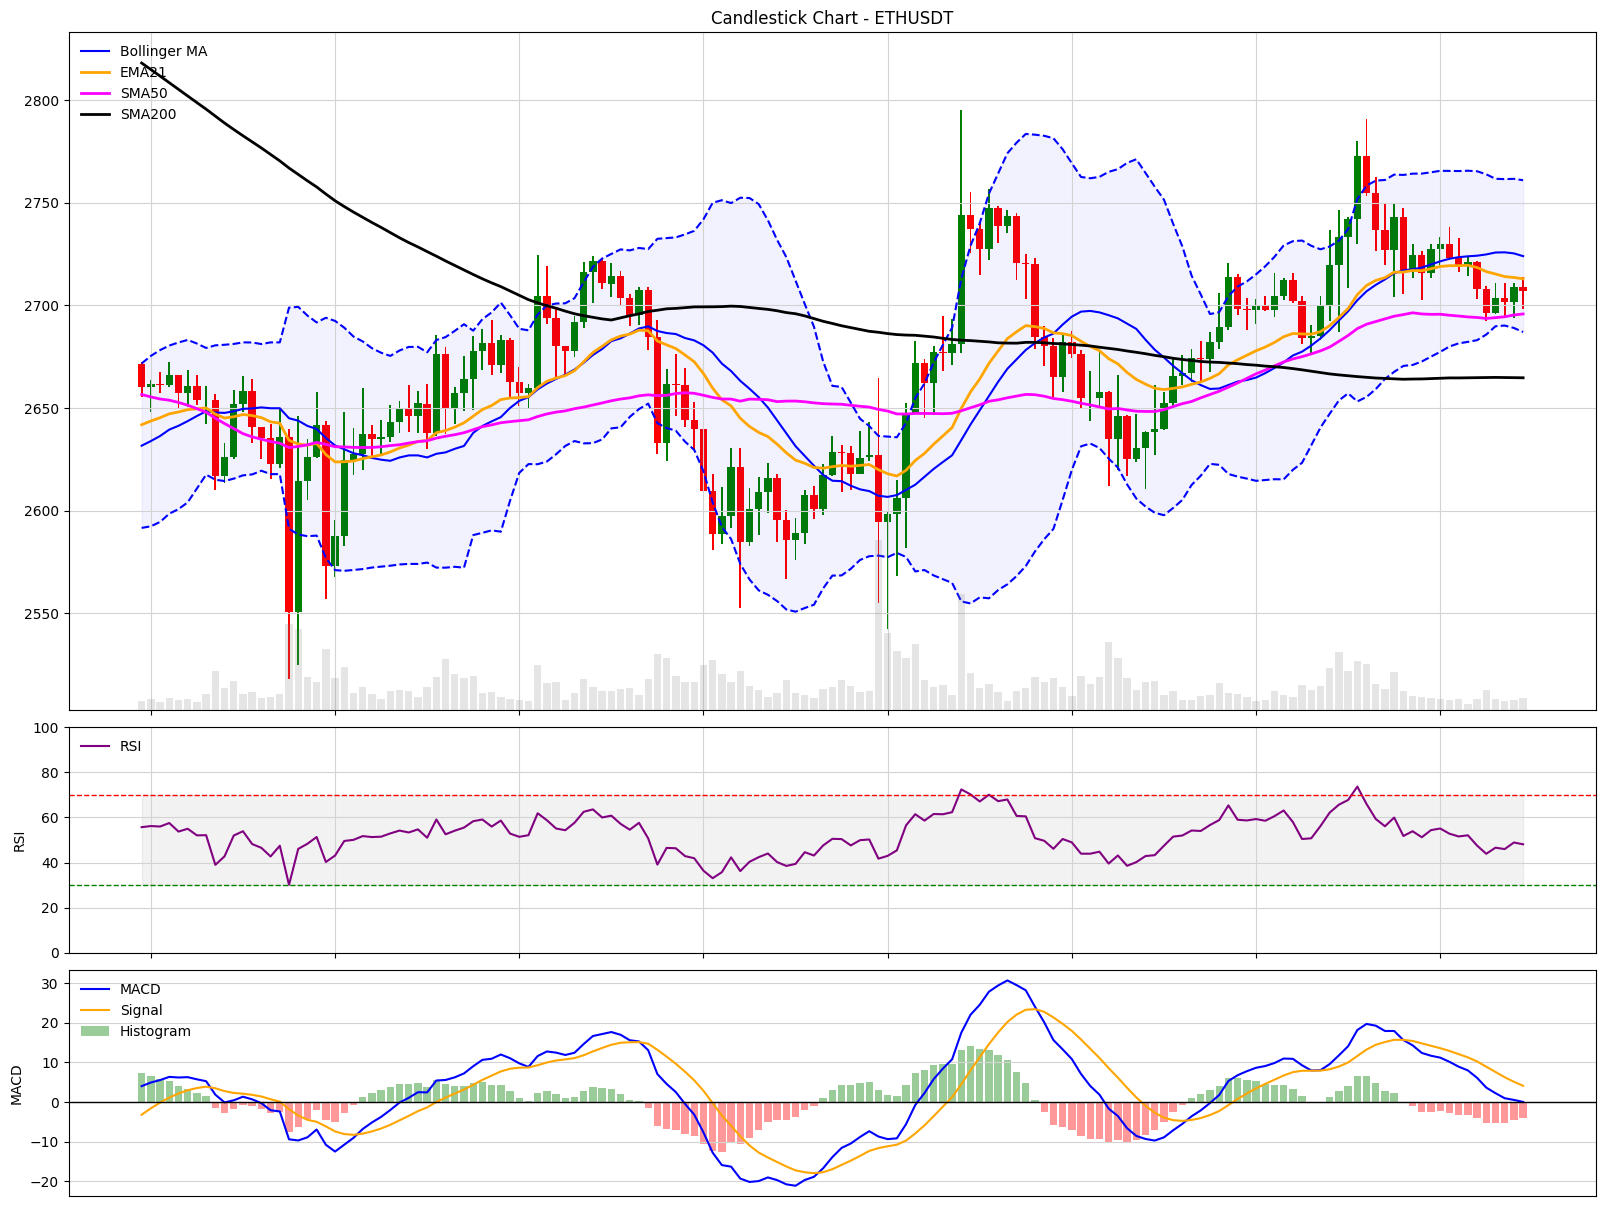 Candlestick Chart - ETHUSDT
Bollinger MA
EMA21
SMA50
SMA200
2800
2750
2700
2650
2600
2550
RSI
100
80
60
40
20
0
RSI
MACD
Signal
Histogram
30
20
10
0
−10
−20
MACD